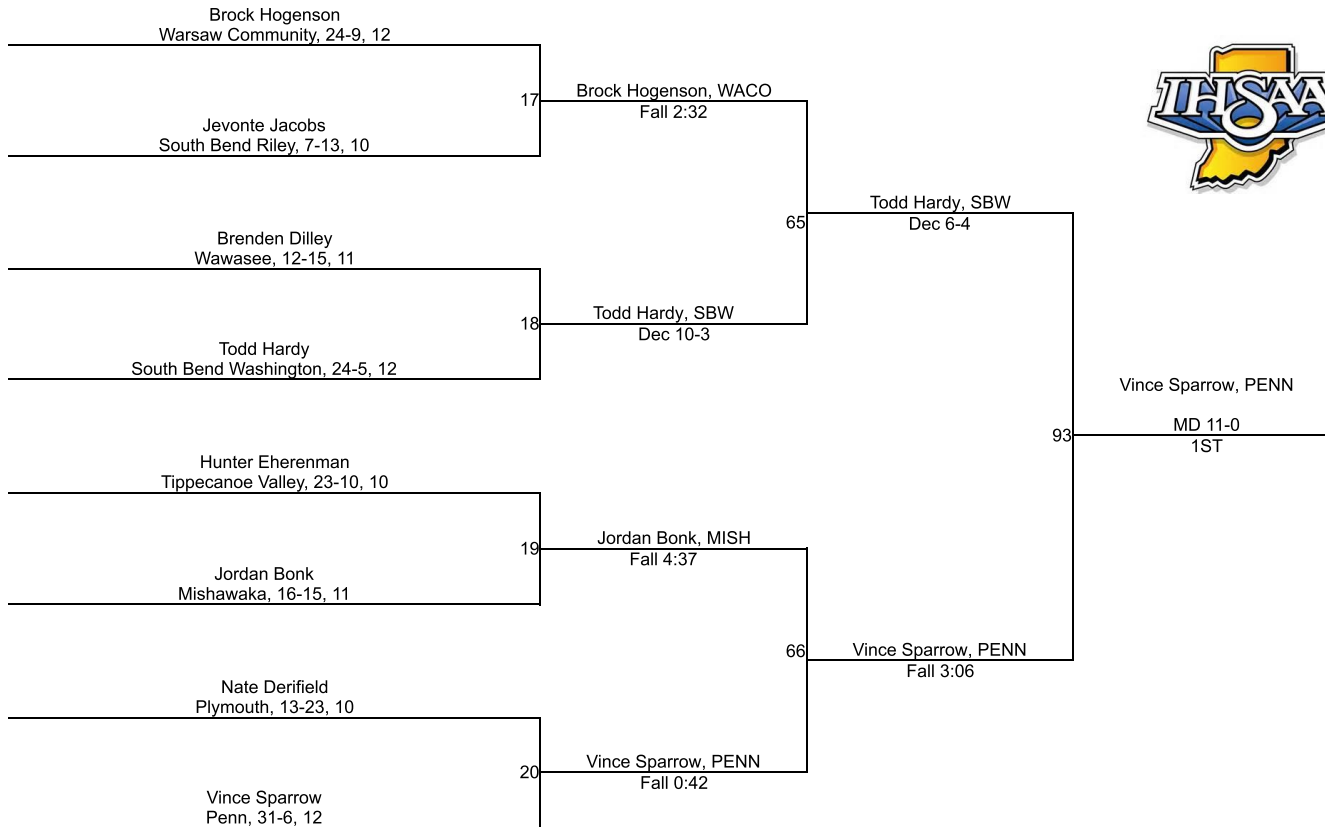 Brock Hogenson
Warsaw Community, 24-9, 12
17
Brock Hogenson, WACO
Fall 2:32
Jevonte Jacobs
South Bend Riley, 7-13, 10
IHSAA
65
Todd Hardy, SBW
Dec 6-4
Brenden Dilley
Wawasee, 12-15, 11
18
Todd Hardy, SBW
Dec 10-3
Todd Hardy
South Bend Washington, 24-5, 12
93
Vince Sparrow, PENN
MD 11-0
1ST
Hunter Eherenman
Tippecanoe Valley, 23-10, 10
19
Jordan Bonk, MISH
Fall 4:37
Jordan Bonk
Mishawaka, 16-15, 11
66
Vince Sparrow, PENN
Fall 3:06
Nate Derifield
Plymouth, 13-23, 10
20
Vince Sparrow, PENN
Fall 0:42
Vince Sparrow
Penn, 31-6, 12